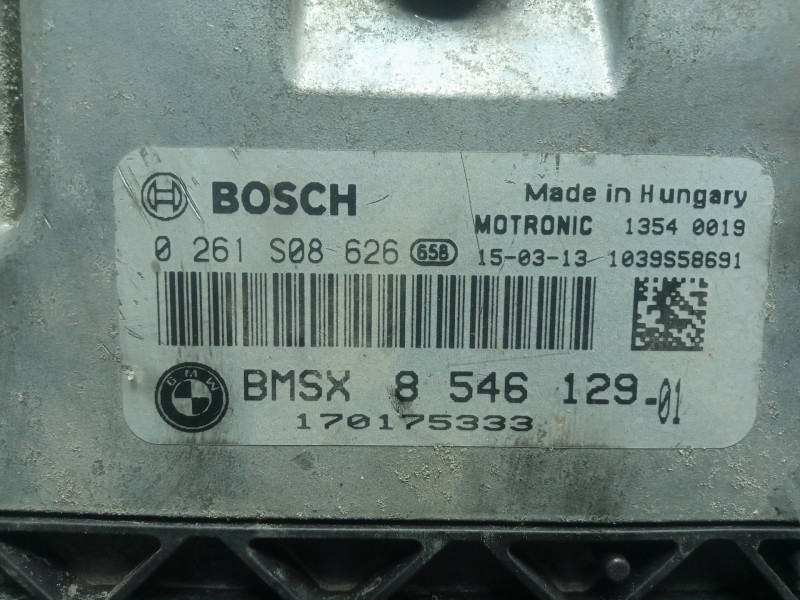 BOSCH
Made in Hungary
MOTRONIC 1354 0019
0 261 S08 626 658 15-03-13 1039S58691
BMW
BMSX 8 546 129-01
170175333